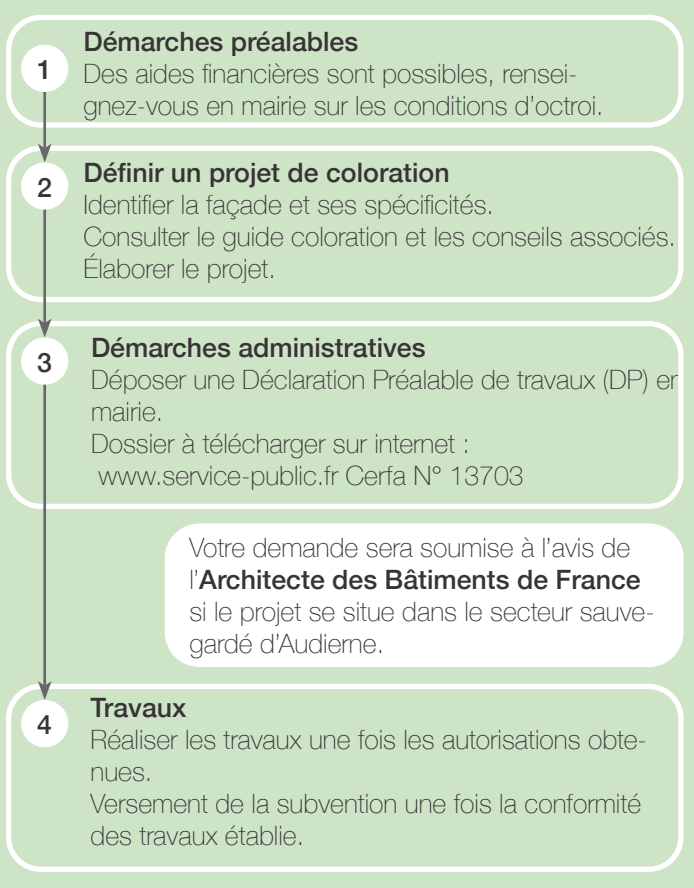 1
Démarches préalables
Des aides financières sont possibles, rensei-
gnez-vous en mairie sur les conditions d'octroi.
2
Définir un projet de coloration
Identifier la façade et ses spécificités.
Consulter le guide coloration et les conseils associés.
Élaborer le projet.
3
Démarches administratives
Déposer une Déclaration Préalable de travaux (DP) en
mairie.
Dossier à télécharger sur internet :
www.service-public.fr Cerfa N° 13703
Votre demande sera soumise à l'avis de
l'Architecte des Bâtiments de France
si le projet se situe dans le secteur sauve-
gardé d'Audierne.
4
Travaux
Réaliser les travaux une fois les autorisations obte-
nues.
Versement de la subvention une fois la conformité
des travaux établie.